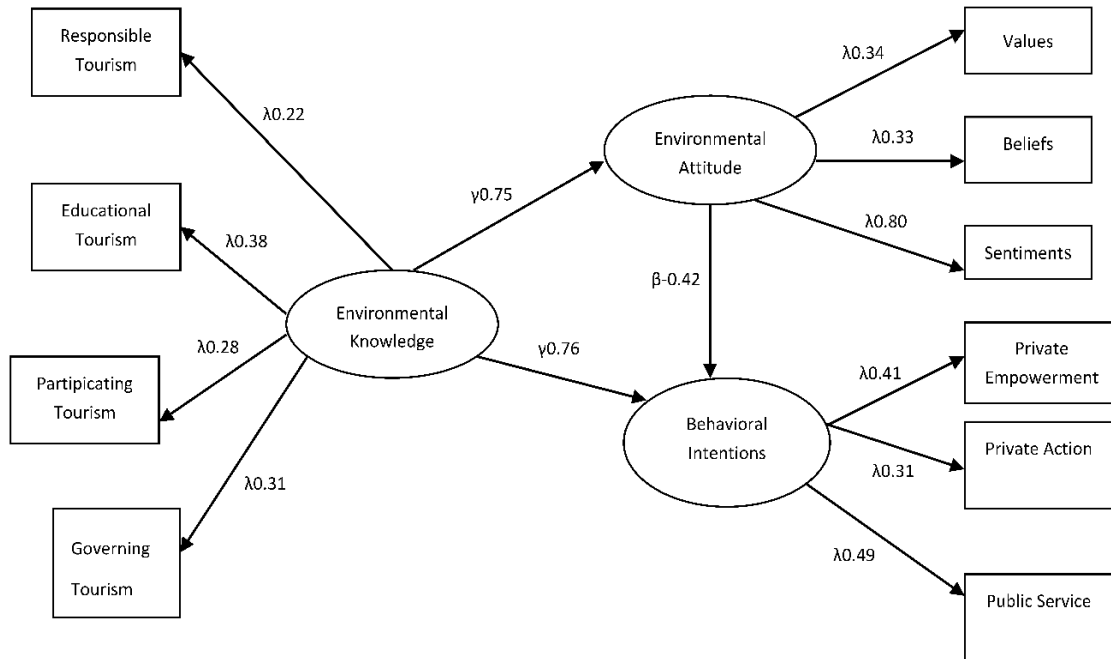 Responsible
Tourism
λ0.22
Educational
Tourism
λ0.38
Partipicating
Tourism
λ0.28
Governing
Tourism
λ0.31
Environmental
Knowledge
γ0.75
γ0.76
Environmental
Attitude
β-0.42
Behavioral
Intentions
λ0.34
Values
λ0.33
Beliefs
λ0.80
Sentiments
λ0.41
Private
Empowerment
λ0.31
Private Action
λ0.49
Public Service